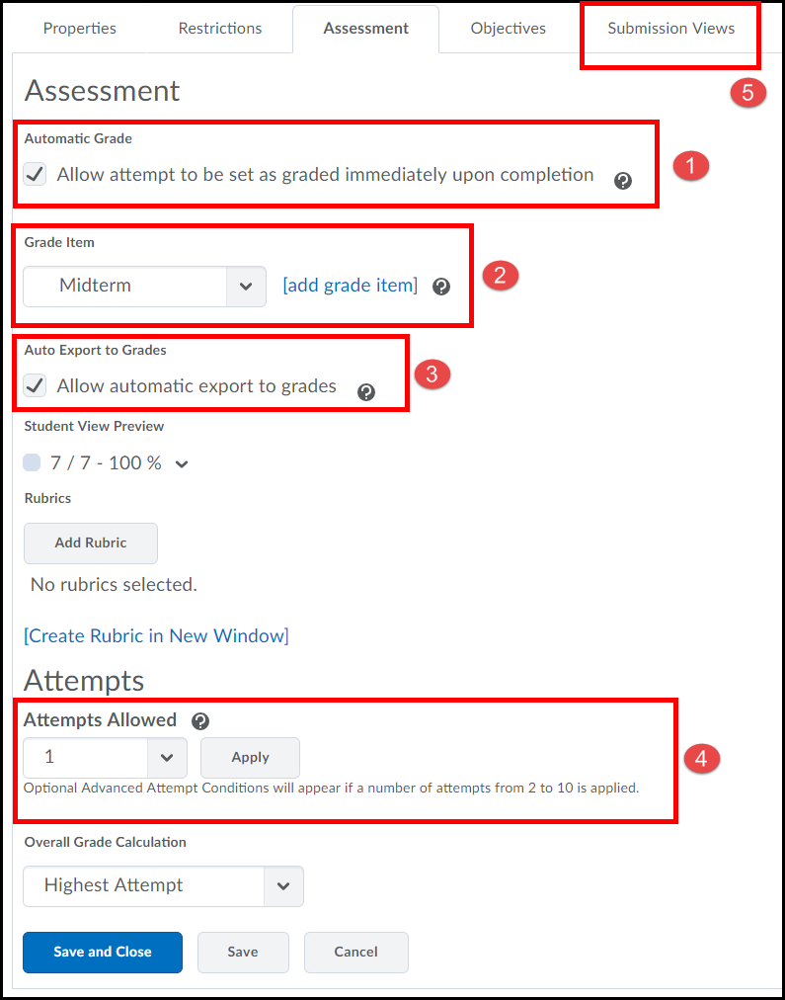 Properties Restrictions Assessment Objectives Submission Views
5
Assessment
Automatic Grade
Allow attempt to be set as graded immediately upon completion ?
1
Grade Item
Midterm [add grade item] ?
2
Auto Export to Grades
Allow automatic export to grades ?
3
Student View Preview
7 / 7 - 100 %
Rubrics
Add Rubric
No rubrics selected.
[Create Rubric in New Window]
Attempts
Attempts Allowed ?
1 Apply
4
Optional Advanced Attempt Conditions will appear if a number of attempts from 2 to 10 is applied.
Overall Grade Calculation
Highest Attempt
Save and Close Save Cancel